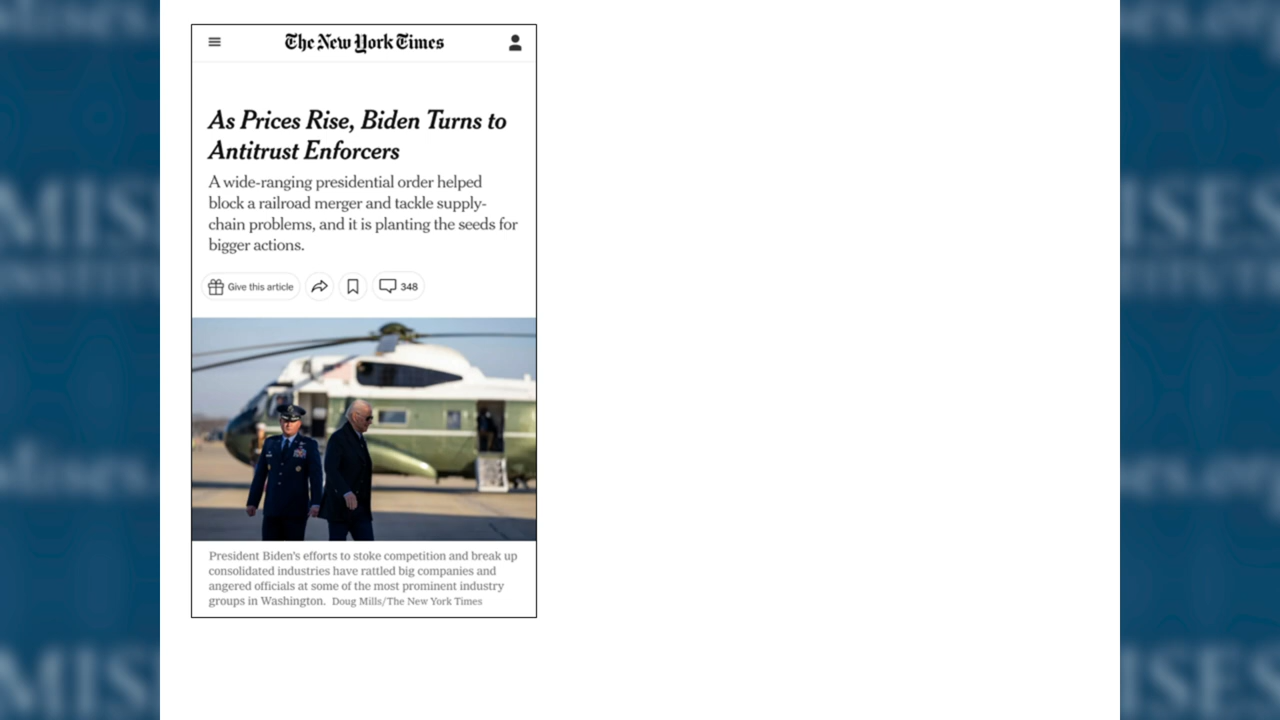 The New York Times
As Prices Rise, Biden Turns to
Antitrust Enforcers
A wide-ranging presidential order helped
block a railroad merger and tackle supply-
chain problems, and it is planting the seeds for
bigger actions.
Give this article
348
President Biden's efforts to stoke competition and break up
consolidated industries have rattled big companies and
angered officials at some of the most prominent industry
groups in Washington. Doug Mills/The New York Times